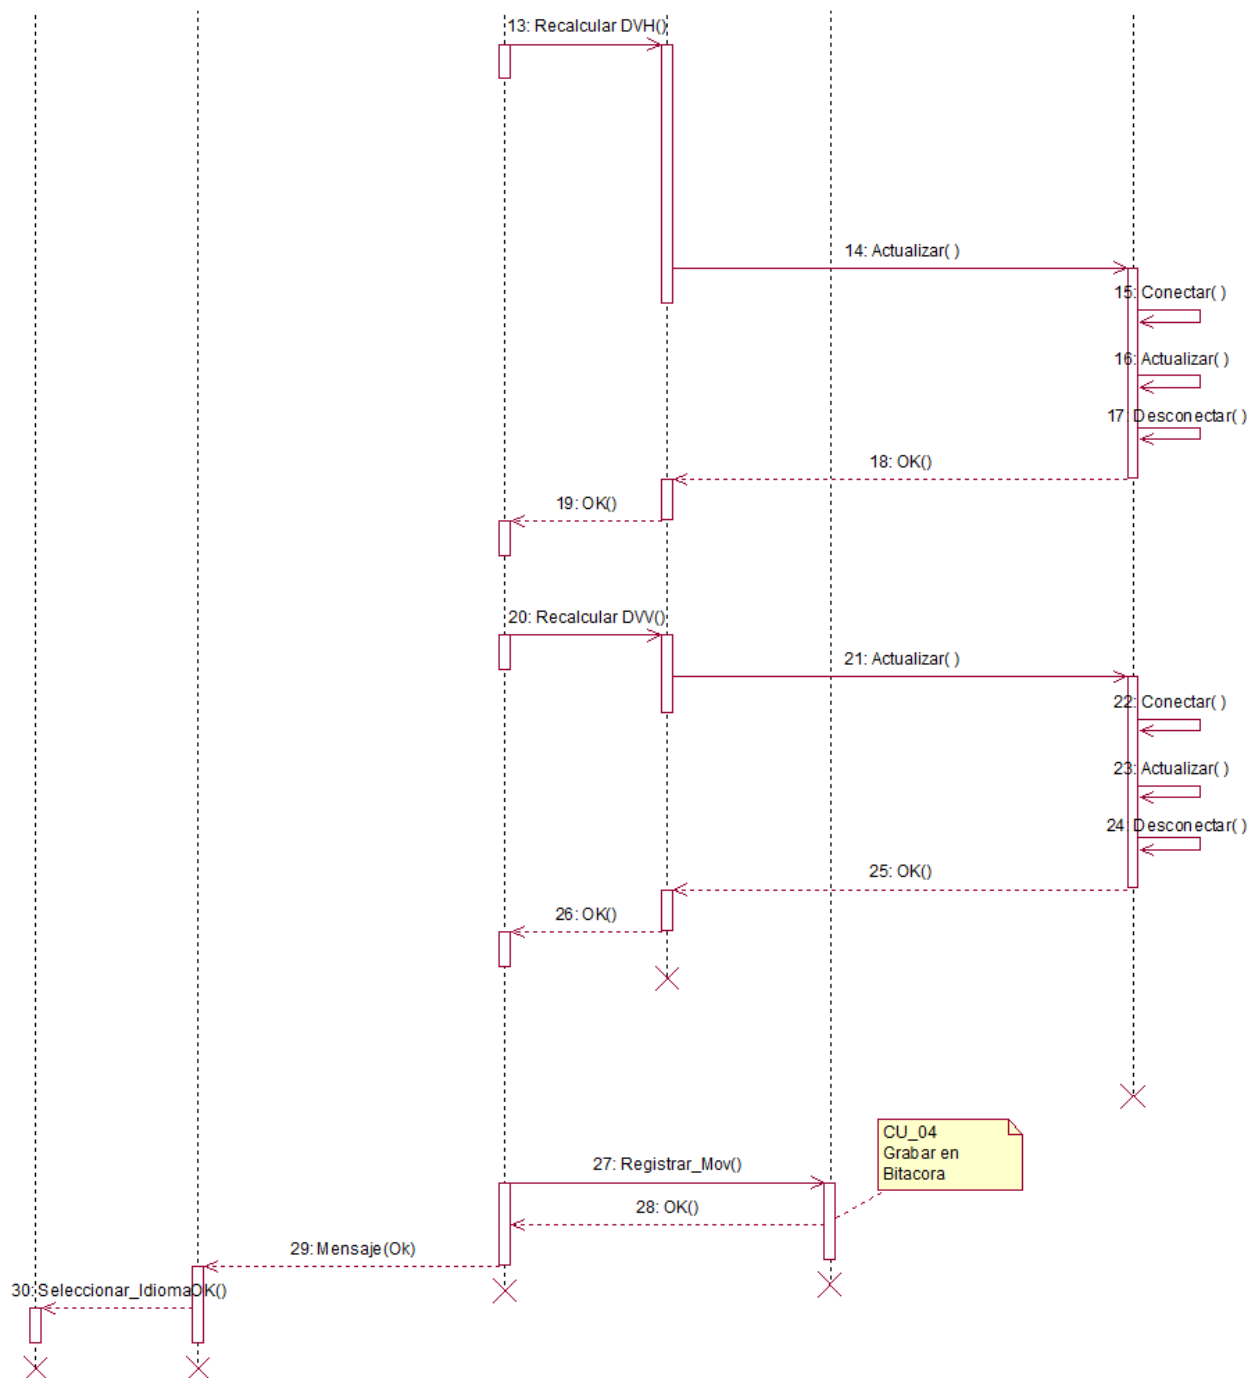 13: Recalcular DVH()
14: Actualizar( )
15: Conectar( )
16: Actualizar( )
17: Desconectar( )
18: OK()
19: OK()
20: Recalcular DVV()
21: Actualizar( )
22: Conectar( )
23: Actualizar( )
24: Desconectar( )
25: OK()
26: OK()
CU_04
Grabar en
Bitacora
27: Registrar_Mov()
28: OK()
29: Mensaje(Ok)
30: Seleccionar_IdiomaOK()